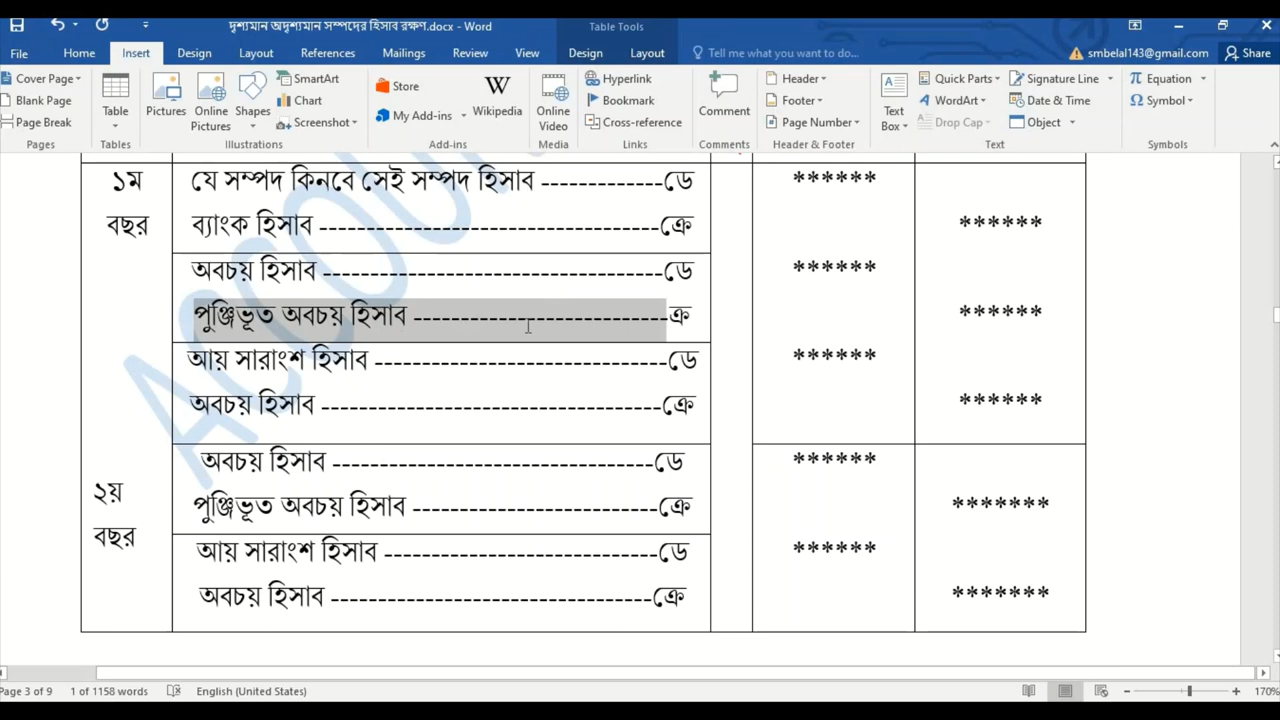 দৃশ্যমান অদৃশ্যমান সম্পদের হিসাব রক্ষণ.docx - Word
Table Tools
File Home Insert Design Layout References Mailings Review View Design Layout Tell me what you want to do... smbelal143@gmail.com Share
Cover Page
Blank Page
Page Break
Pages
Table
Tables
Pictures
Online Pictures
Shapes
SmartArt
Chart
Screenshot
Illustrations
Store
My Add-ins
Wikipedia
Add-ins
Online Video
Media
Hyperlink
Bookmark
Cross-reference
Links
Comment
Comments
Header
Footer
Page Number
Header & Footer
Text Box
Quick Parts
WordArt
Drop Cap
Signature Line
Date & Time
Object
Text
Equation
Symbol
Symbols
১ম যে সম্পদ কিনবে সেই সম্পদ হিসাব -------------ডে ******
বছর ব্যাংক হিসাব ------------------------------------ক্রে ******
অবচয় হিসাব ------------------------------------ডে ******
পুঞ্জিভূত অবচয় হিসাব ---------------------------ক্র ******
আয় সারাংশ হিসাব -------------------------------ডে ******
অবচয় হিসাব ------------------------------------ক্রে ******
অবচয় হিসাব ----------------------------------ডে ******
২য় পুঞ্জিভূত অবচয় হিসাব --------------------------ক্রে *******
বছর আয় সারাংশ হিসাব -----------------------------ডে ******
অবচয় হিসাব ----------------------------------ক্রে *******
ACCOU
Page 3 of 9 1 of 1158 words English (United States) 170%